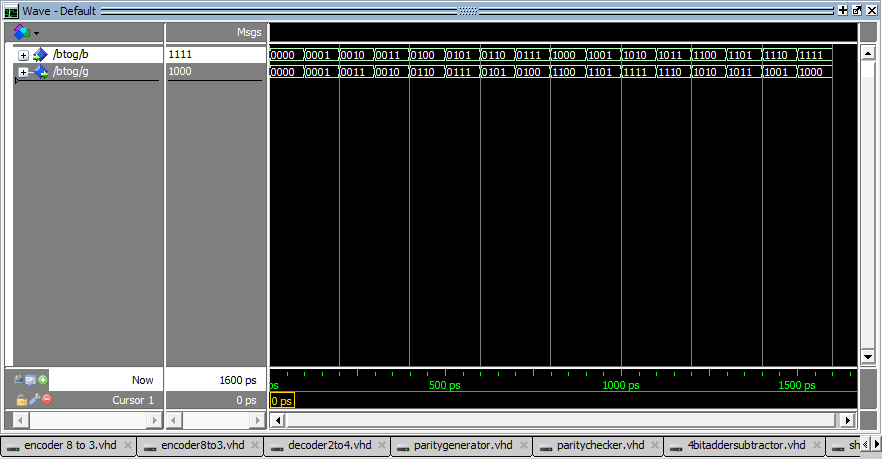 Wave - Default
Msgs
/btog/b 1111 0000 0001 0010 0011 0100 0101 0110 0111 1000 1001 1010 1011 1100 1101 1110 1111
/btog/g 1000 0000 0001 0011 0010 0110 0111 0101 0100 1100 1101 1111 1110 1010 1011 1001 1000
Now 1600 ps ps 500 ps 1000 ps 1500 ps
Cursor 1 0 ps 0 ps
encoder 8 to 3.vhd encoder8to3.vhd decoder2to4.vhd paritygenerator.vhd paritychecker.vhd 4bitaddersubtractor.vhd sh